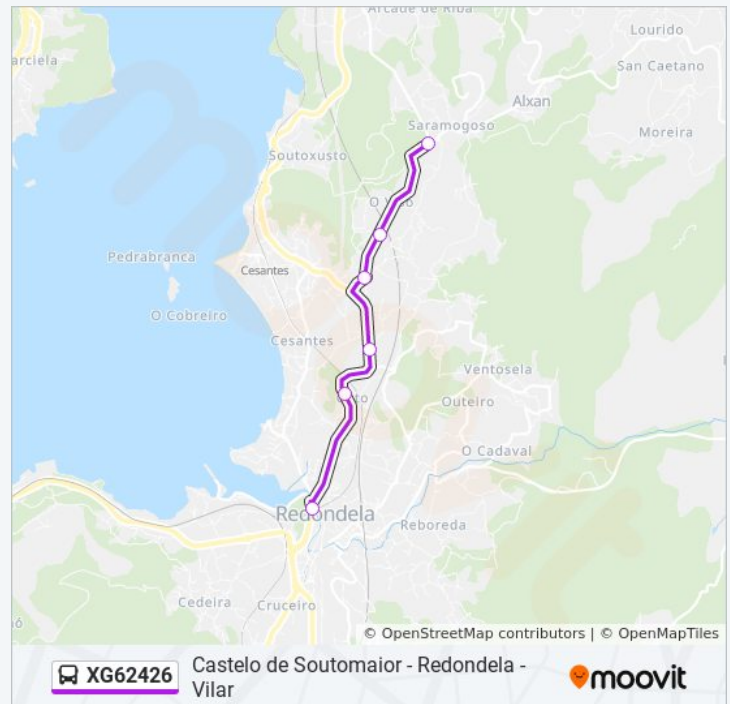 Arcade de Riba
Lourido
arciela
San Caetano
Alxan
Saramogoso
Moreira
Soutoxusto
Pedrabranca
Cesantes
O Cobreiro
Cesantes
Ventosela
Outeiro
O Cadaval
Redondela
Reboreda
Cedeira
Cruceiro
© OpenStreetMap contributors | © OpenMapTiles
XG62426
Castelo de Soutomaior - Redondela -
Vilar
moovit